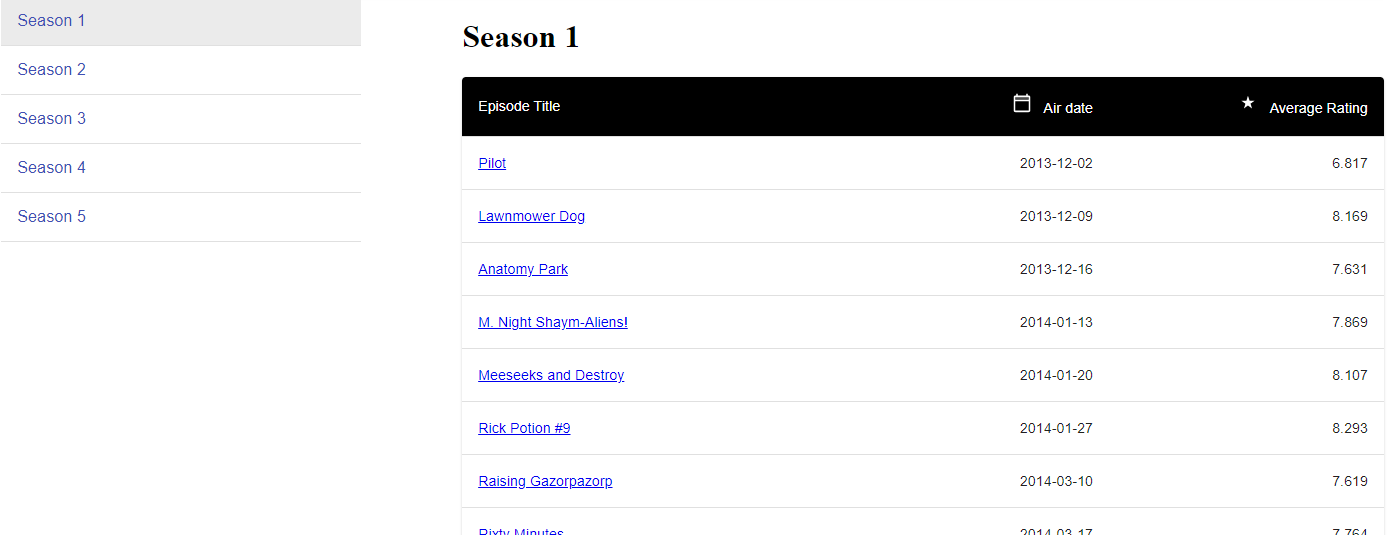 Season 1
Season 2
Season 3
Season 4
Season 5
Season 1
Episode Title Air date Average Rating
Pilot 2013-12-02 6.817
Lawnmower Dog 2013-12-09 8.169
Anatomy Park 2013-12-16 7.631
M. Night Shaym-Aliens! 2014-01-13 7.869
Meeseeks and Destroy 2014-01-20 8.107
Rick Potion #9 2014-01-27 8.293
Raising Gazorpazorp 2014-03-10 7.619
Rixty Minutes 2014-03-17 7.764